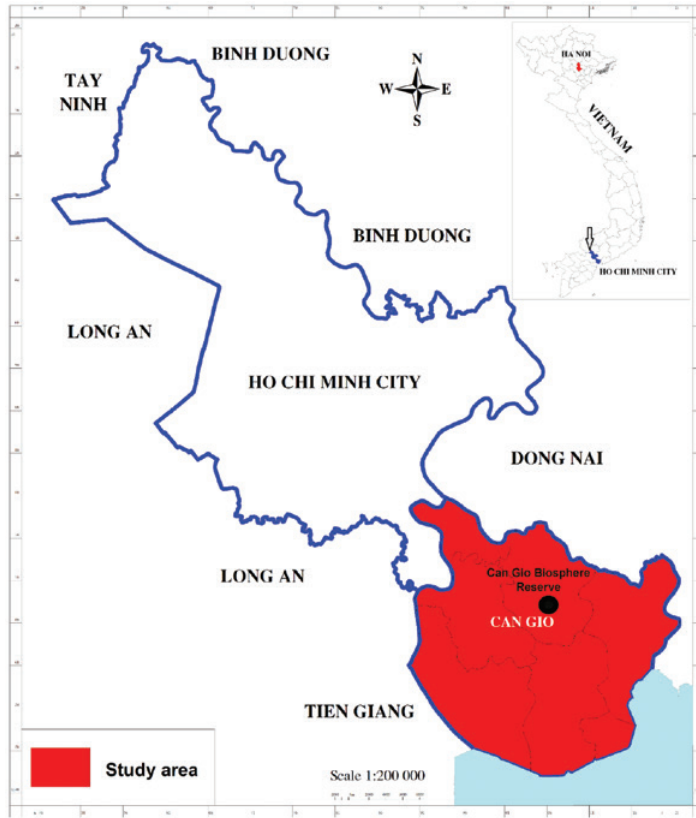 BINH DUONG
TAY
NINH
N
W E
S
HA NOI
VIETNAM
HO CHI MINH CITY
BINH DUONG
LONG AN
HO CHI MINH CITY
DONG NAI
LONG AN
Can Gio Biosphere
Reserve
CAN GIO
TIEN GIANG
Study area
Scale 1:200 000